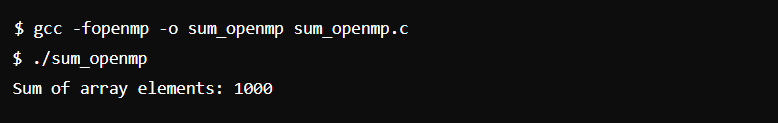 $ gcc -fopenmp -o sum_openmp sum_openmp.c
$ ./sum_openmp
Sum of array elements: 1000